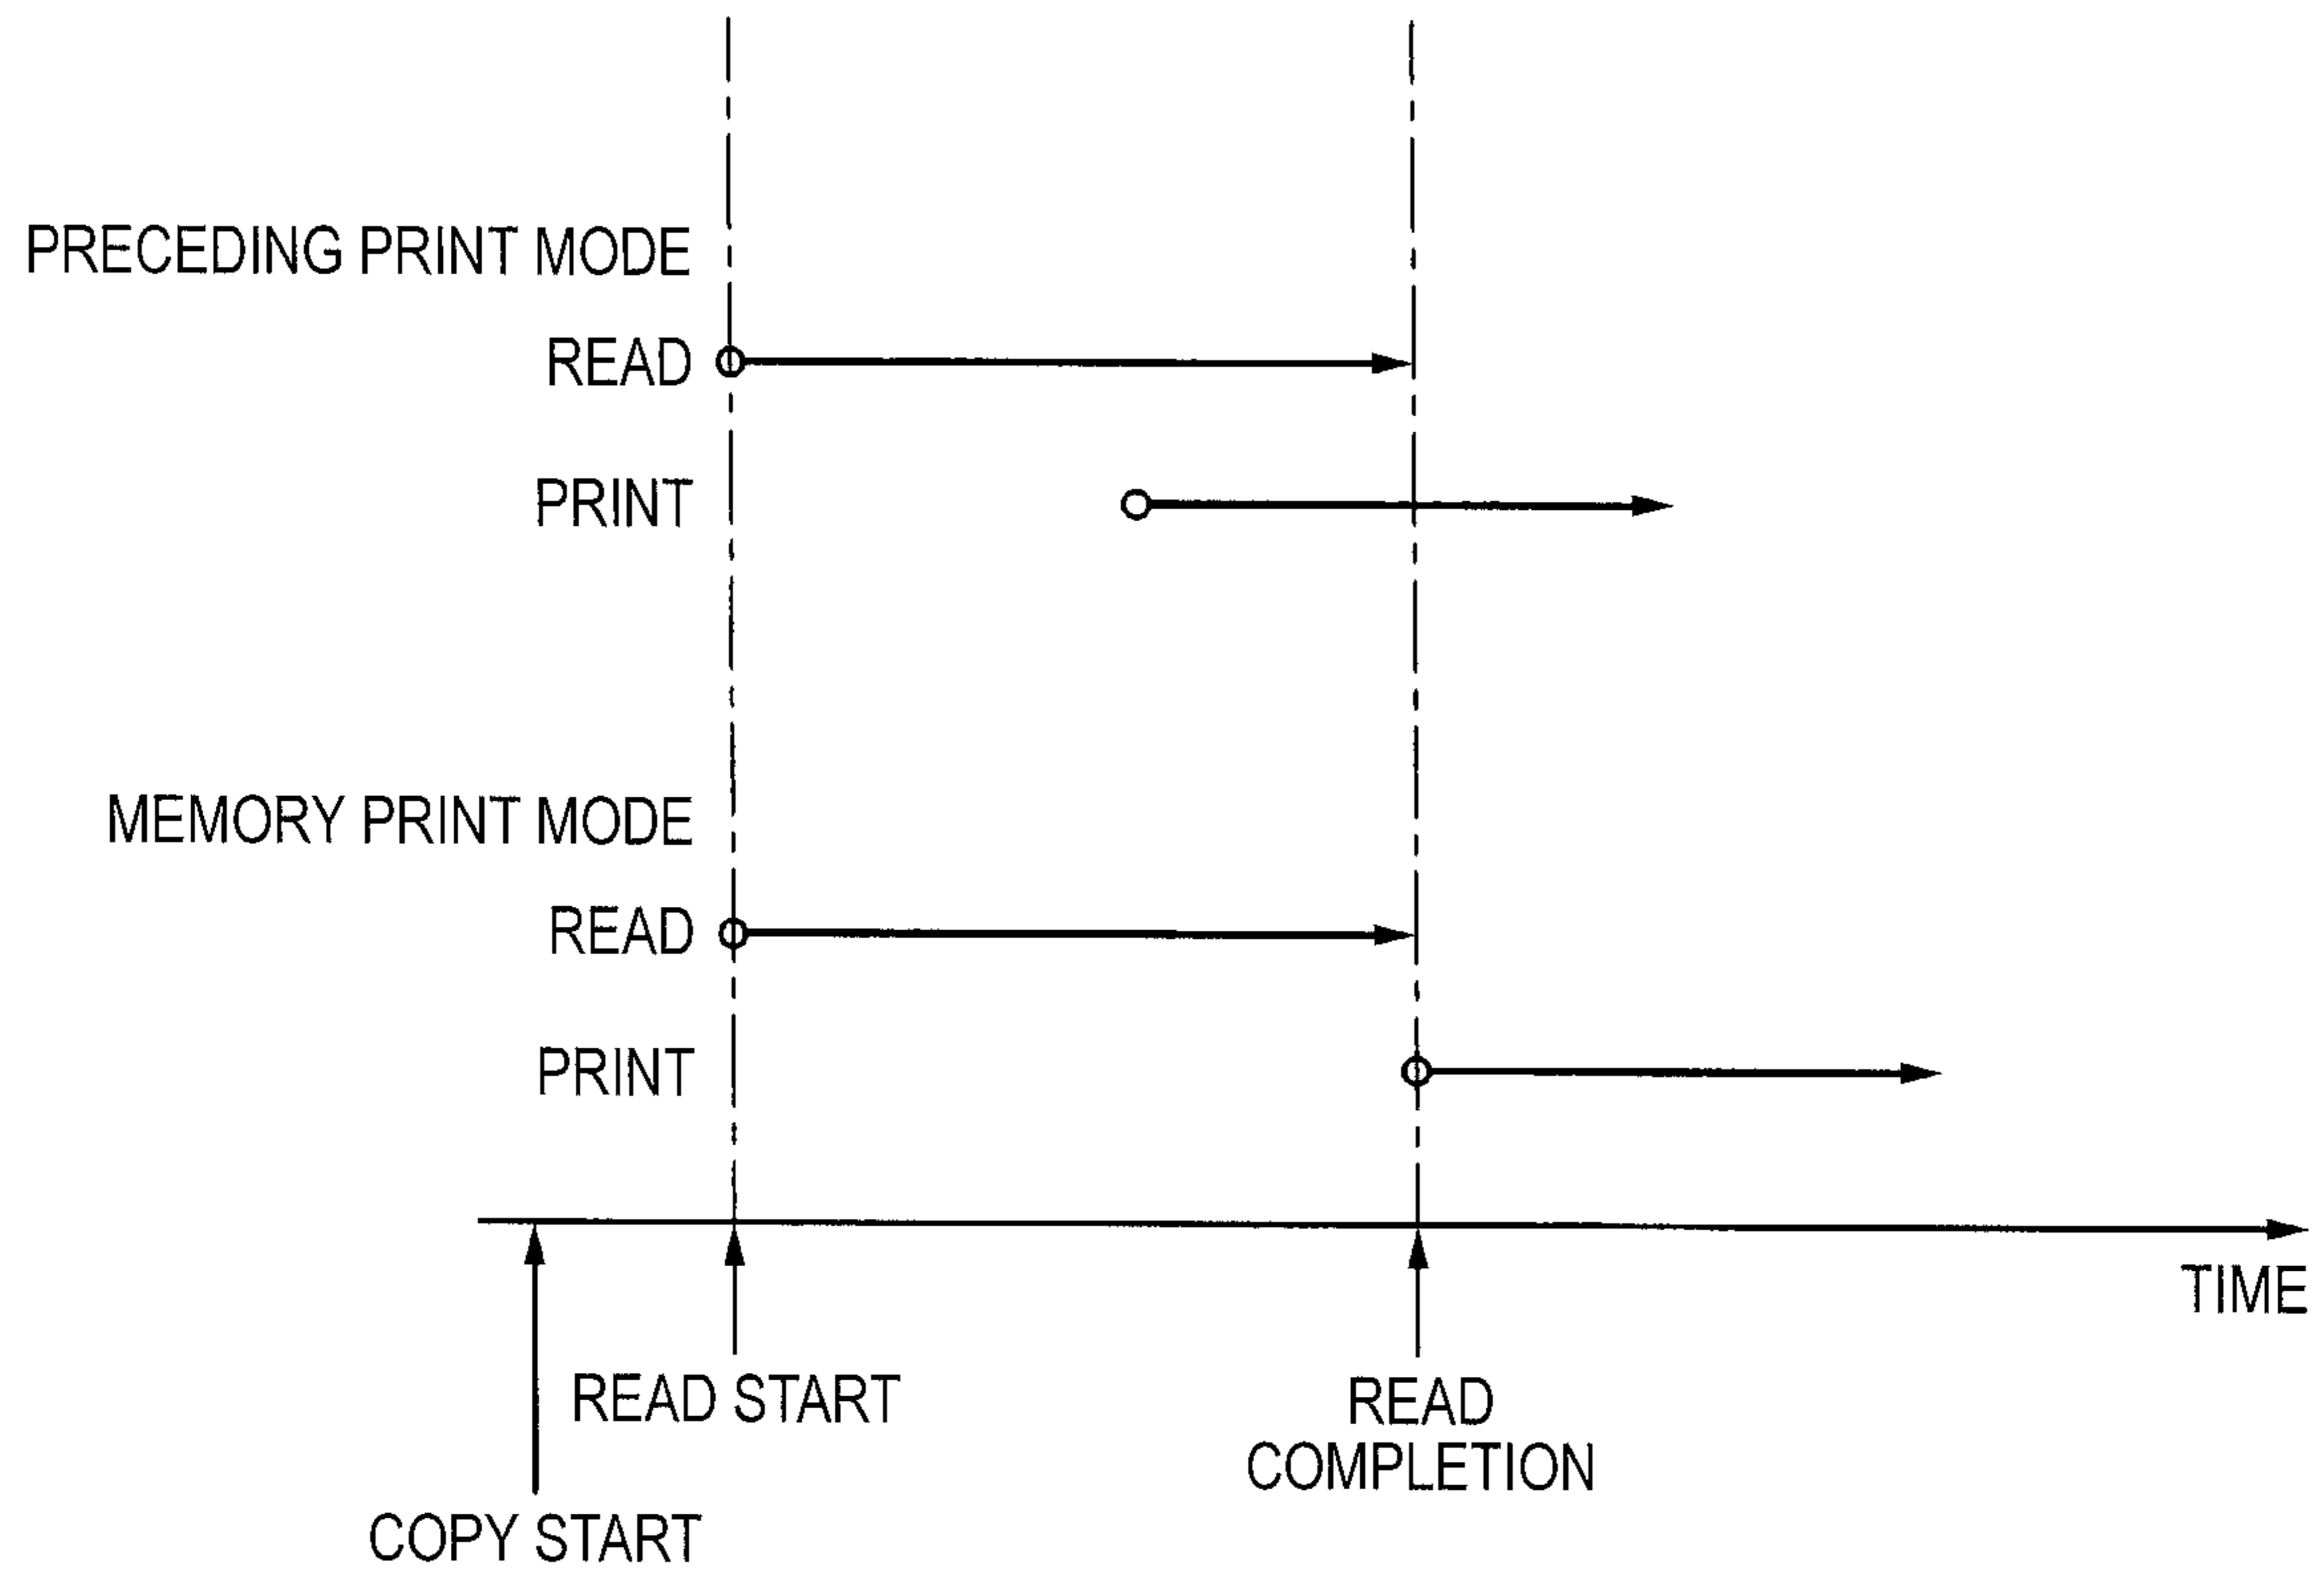 PRECEDING PRINT MODE
READ
PRINT
MEMORY PRINT MODE
READ
PRINT
TIME
READ START
READ
COMPLETION
COPY START